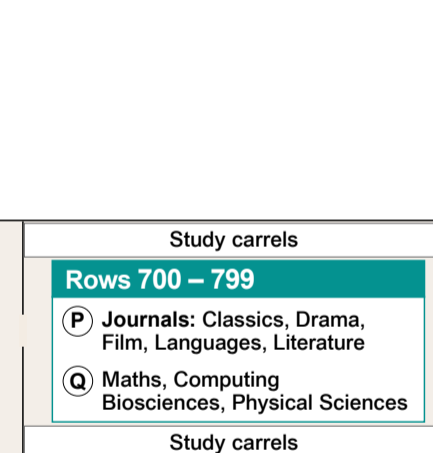 Study carrels
Rows 700 – 799
P Journals: Classics, Drama,
Film, Languages, Literature
Q Maths, Computing
Biosciences, Physical Sciences
Study carrels